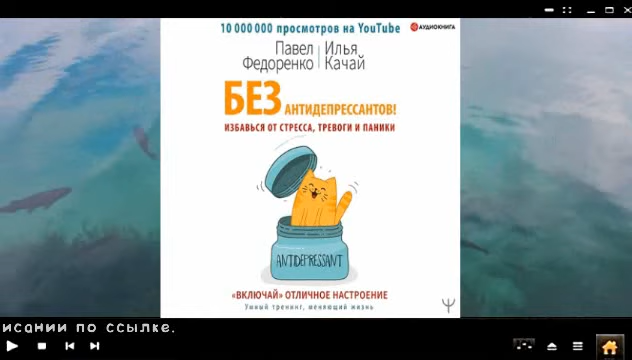 10 000 000 просмотров на YouTube
АУДИОКНИГА
Павел Федоренко
Илья Качай
БЕЗ АНТИДЕПРЕССАНТОВ!
ИЗБАВЬСЯ ОТ СТРЕССА, ТРЕВОГИ И ПАНИКИ
ANTIDEPRESSANT
«ВКЛЮЧАЙ» ОТЛИЧНОЕ НАСТРОЕНИЕ
Умный тренинг, меняющий жизнь
исании по ссылке.